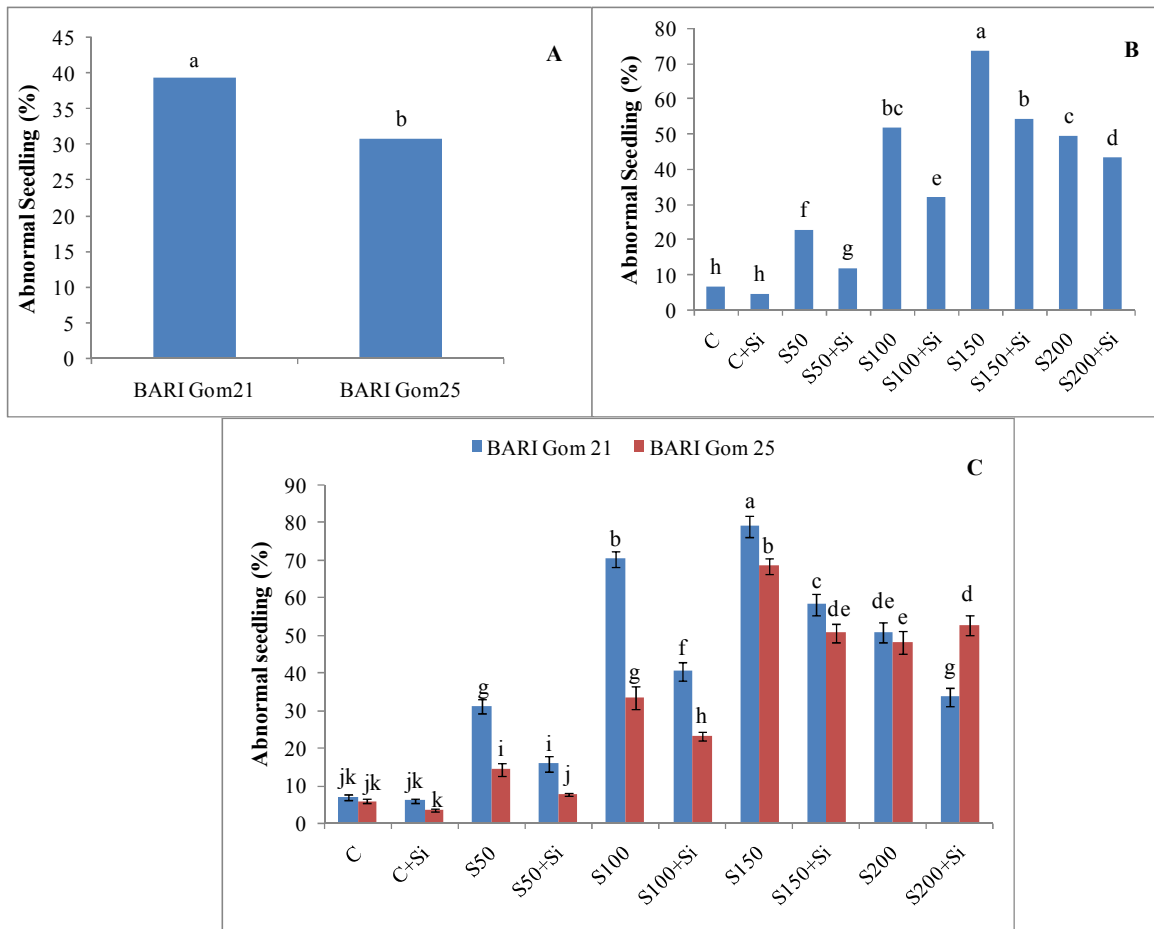 A
Abnormal Seedling (%)
45
40
35
30
25
20
15
10
5
0
a
b
BARI Gom21
BARI Gom25
B
Abnormal Seedling (%)
80
70
60
50
40
30
20
10
0
h
h
f
g
bc
e
a
b
c
d
C
C+Si
S50
S50+Si
S100
S100+Si
S150
S150+Si
S200
S200+Si
BARI Gom 21
BARI Gom 25
C
Abnormal seedling (%)
90
80
70
60
50
40
30
20
10
0
jk
jk
jk
k
g
i
i
j
b
g
f
h
a
b
c
de
de
e
g
d
C
C+Si
S50
S50+Si
S100
S100+Si
S150
S150+Si
S200
S200+Si